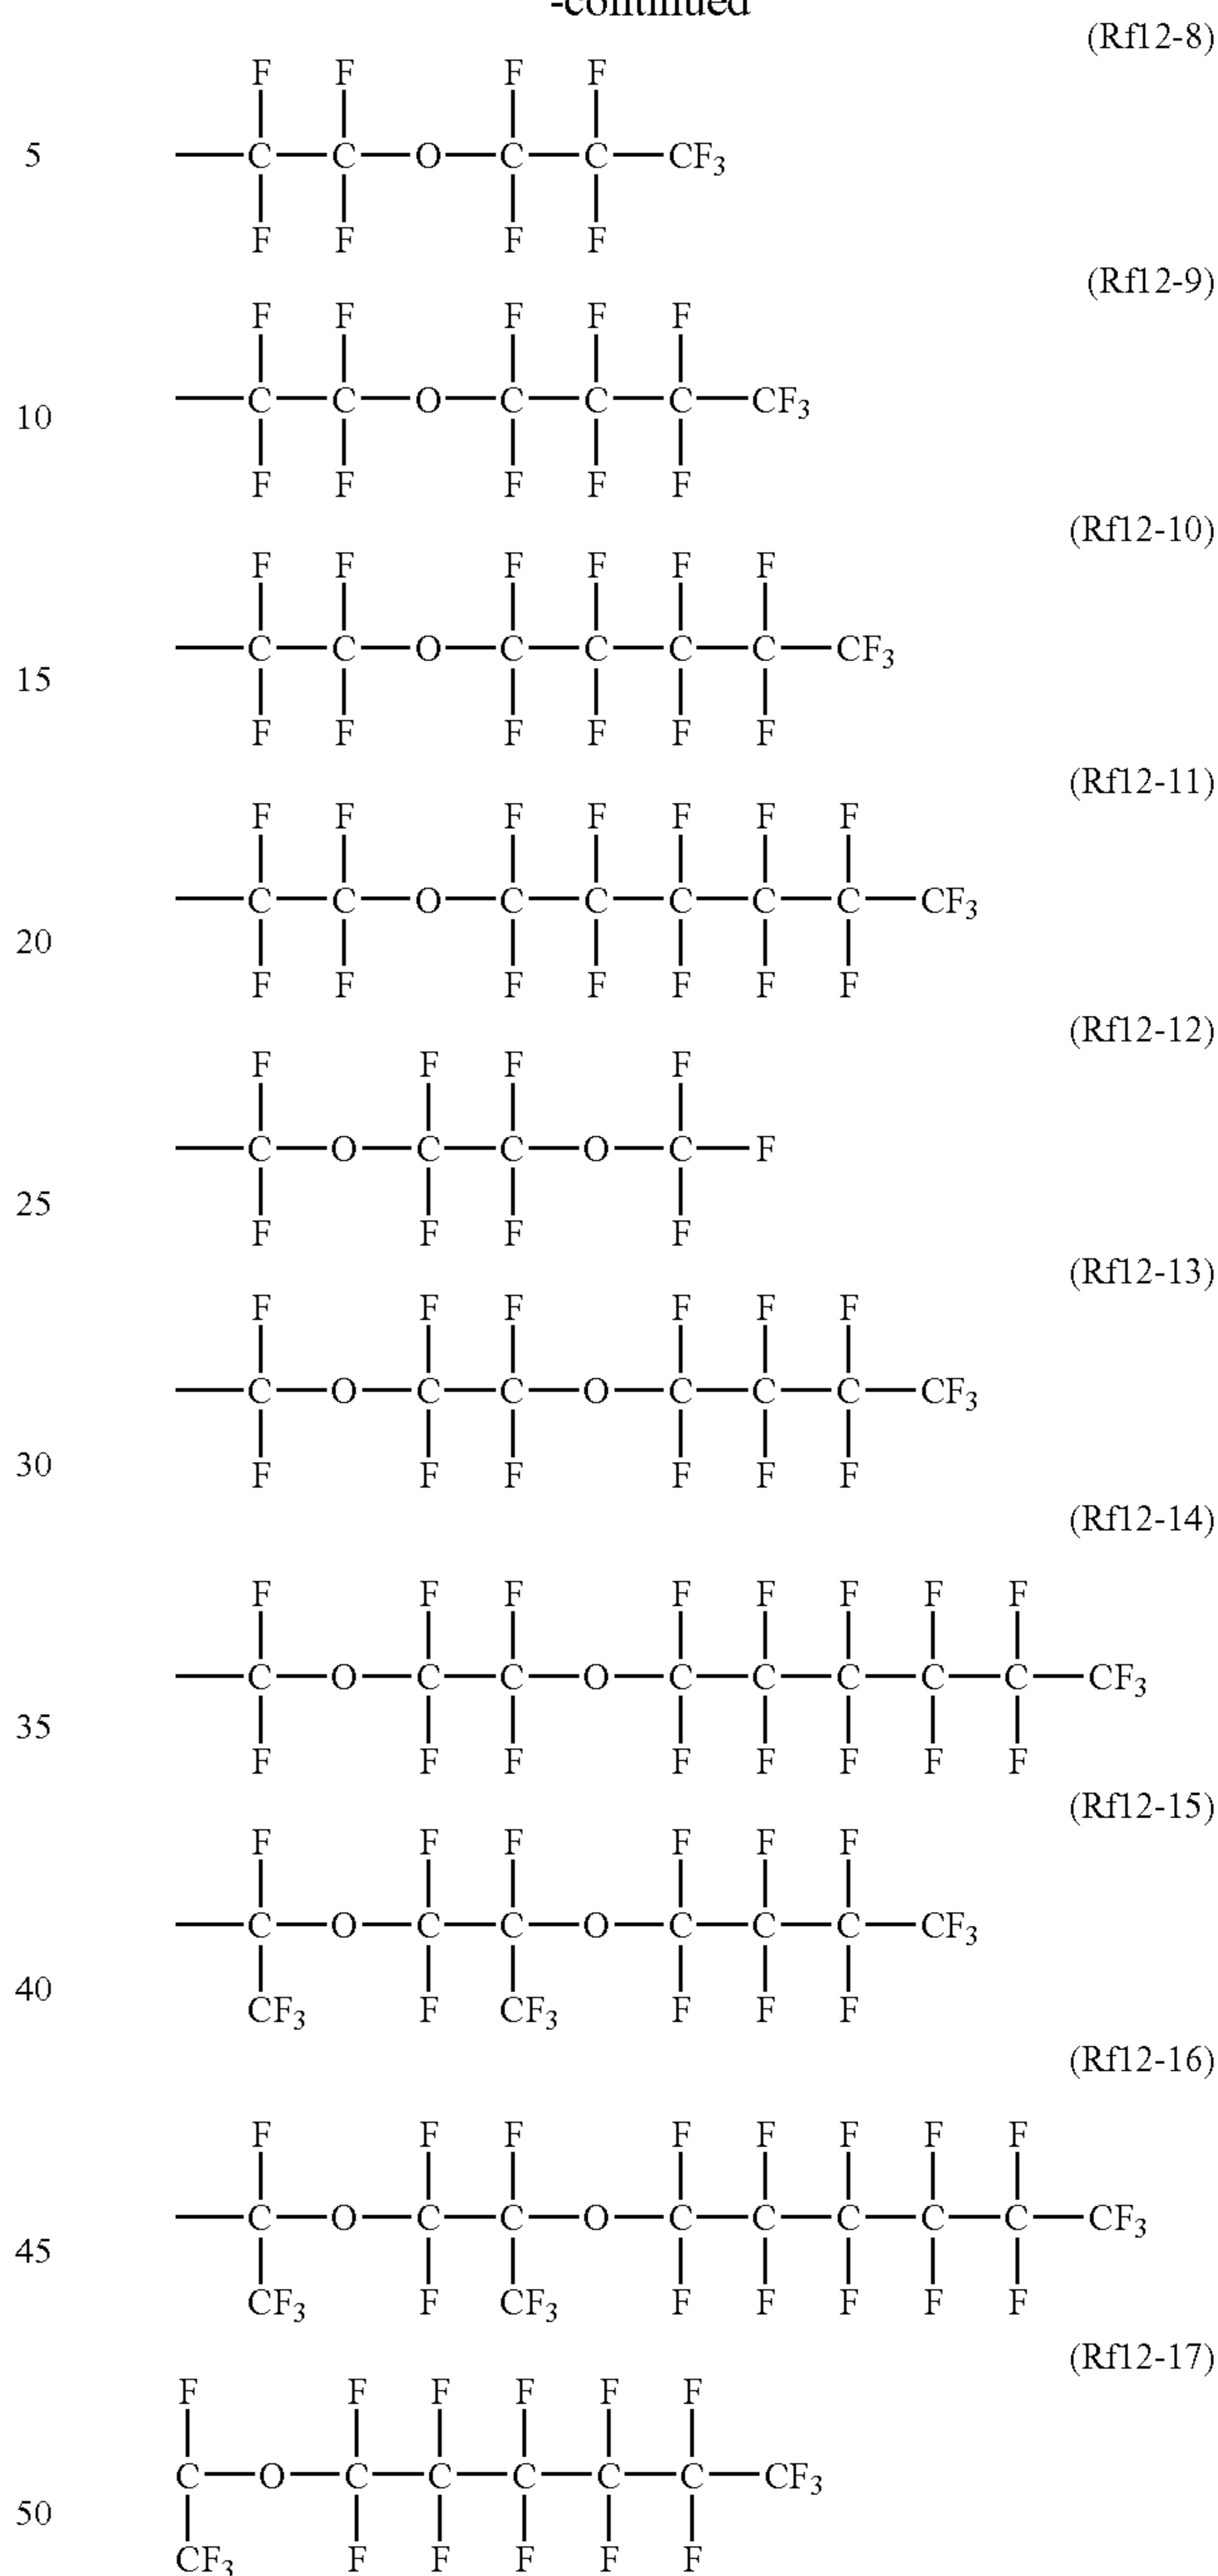 -continued
(Rf12-8)
F F F F
5 C C O C C CF3
F F F F
(Rf12-9)
F F F F F
10 C C O C C C CF3
F F F F F
(Rf12-10)
F F F F F F
15 C C O C C C C CF3
F F F F F F
(Rf12-11)
F F F F F F F
20 C C O C C C C C CF3
F F F F F F F
(Rf12-12)
F F F F
C O C C O C F
25
F F F F
(Rf12-13)
F F F F F F
C O C C O C C C CF3
30 F F F F F F
(Rf12-14)
F F F F F F F F
C O C C O C C C C C CF3
35
F F F F F F F F
(Rf12-15)
F F F F F F
C O C C O C C C CF3
40
CF3 F CF3 F F F
(Rf12-16)
F F F F F F F F
C O C C O C C C C C CF3
45
CF3 F CF3 F F F F F
(Rf12-17)
F F F F F F
C O C C C C C CF3
50
CF3 F F F F F